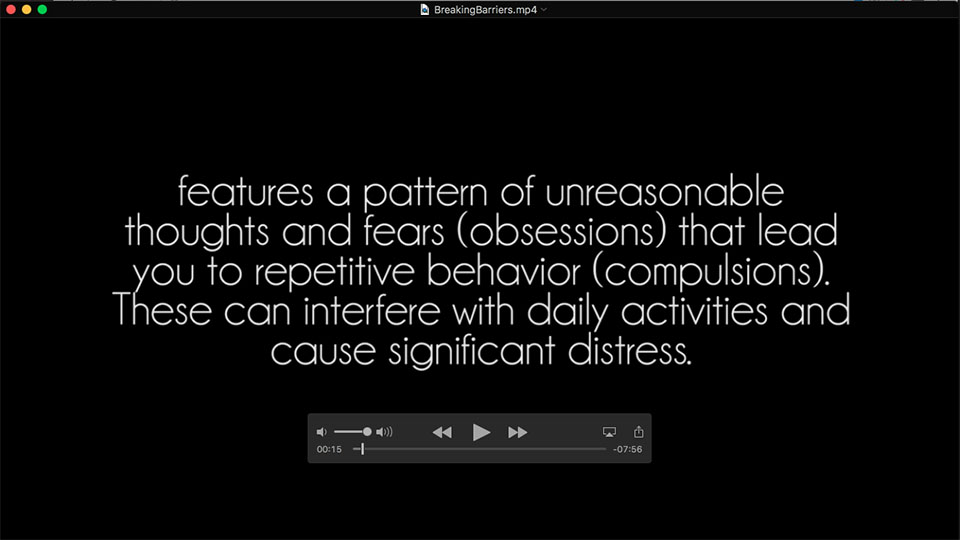 BreakingBarriers.mp4
features a pattern of unreasonable
thoughts and fears (obsessions) that lead
you to repetitive behavior (compulsions).
These can interfere with daily activities and
cause significant distress.
00:15
-07:56